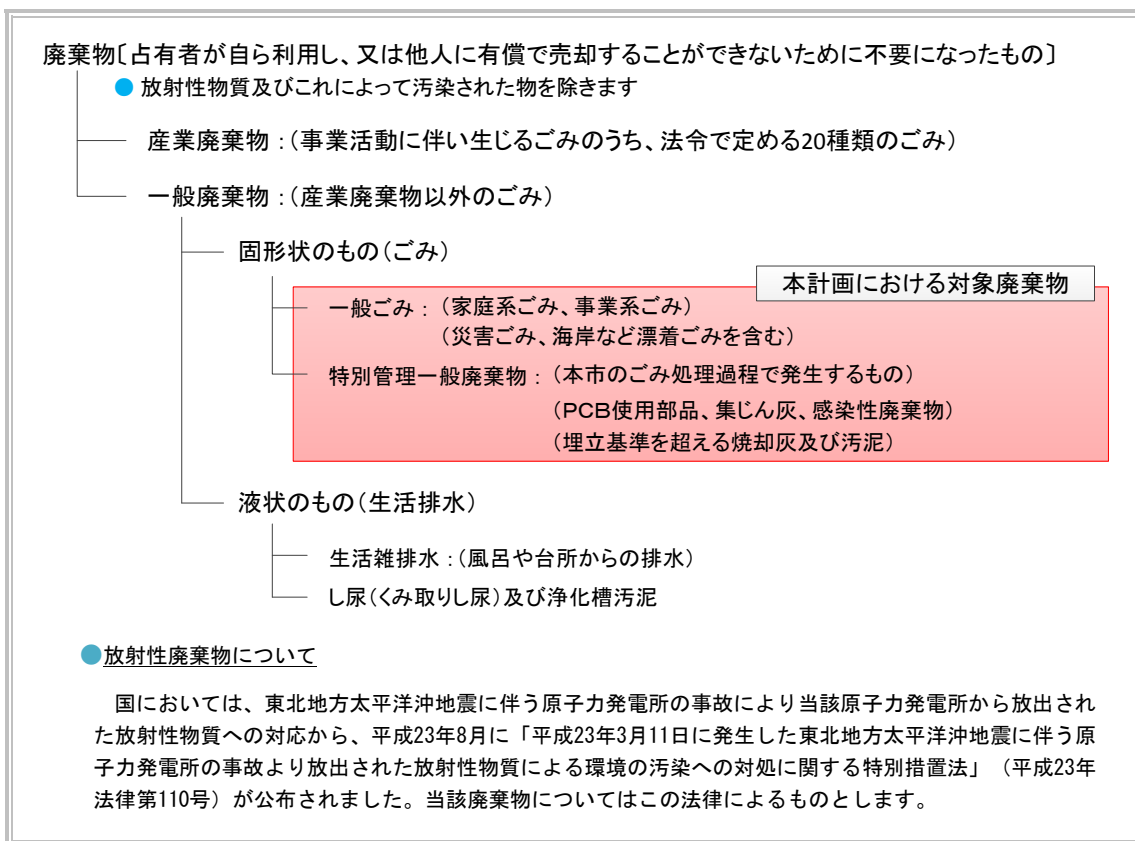 廃棄物〔占有者が自ら利用し、又は他人に有償で売却することができないために不要になったもの〕
● 放射性物質及びこれによって汚染された物を除きます
産業廃棄物：（事業活動に伴い生じるごみのうち、法令で定める20種類のごみ）
一般廃棄物：（産業廃棄物以外のごみ）
固形状のもの（ごみ）
本計画における対象廃棄物
一般ごみ：（家庭系ごみ、事業系ごみ）
（災害ごみ、海岸など漂着ごみを含む）
特別管理一般廃棄物：（本市のごみ処理過程で発生するもの）
（ＰＣＢ使用部品、集じん灰、感染性廃棄物）
（埋立基準を超える焼却灰及び汚泥）
液状のもの（生活排水）
生活雑排水：（風呂や台所からの排水）
し尿（くみ取りし尿）及び浄化槽汚泥
●放射性廃棄物について
国においては、東北地方太平洋沖地震に伴う原子力発電所の事故により当該原子力発電所から放出され
た放射性物質への対応から、平成23年8月に「平成23年3月11日に発生した東北地方太平洋沖地震に伴う原
子力発電所の事故より放出された放射性物質による環境の汚染への対処に関する特別措置法」（平成23年
法律第110号）が公布されました。当該廃棄物についてはこの法律によるものとします。